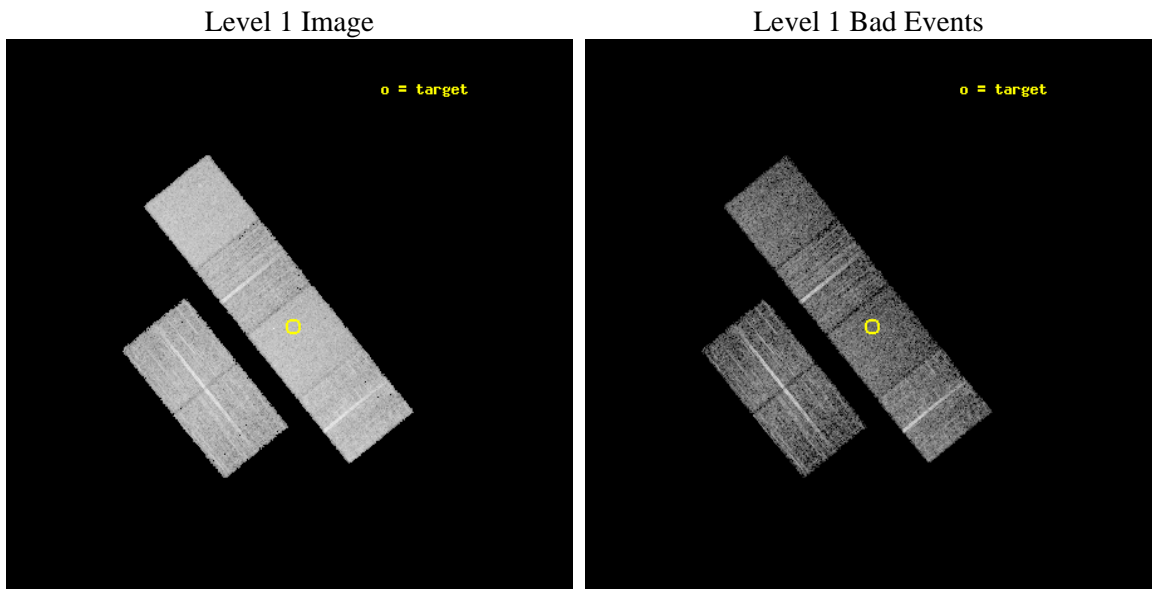 Level 1 Image
Level 1 Bad Events
o = target
o = target